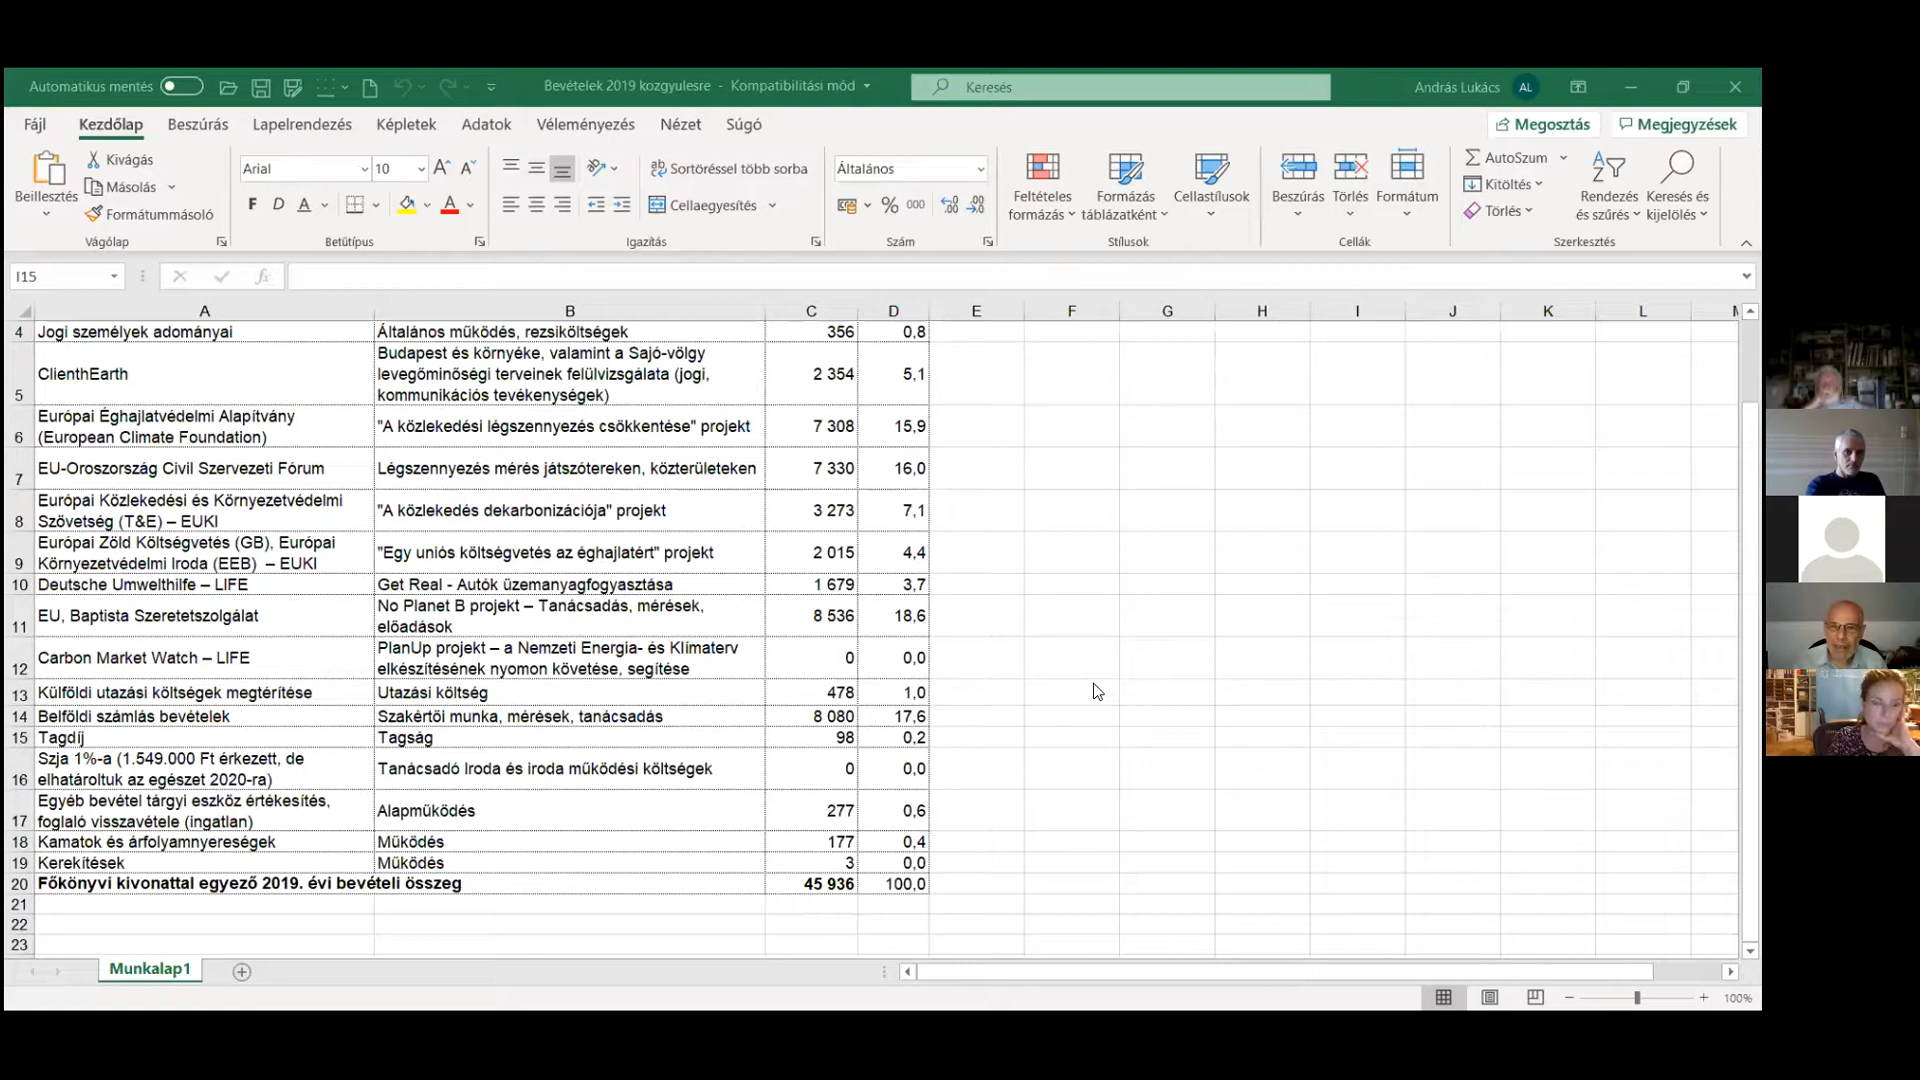 Automatikus mentés
Bevételek 2019 kozgyulesre - Kompatibilitási mód
Keresés
András Lukács AL
Fájl Kezdőlap Beszúrás Lapelrendezés Képletek Adatok Véleményezés Nézet Súgó
Megosztás Megjegyzések
Beillesztés
Kivágás
Másolás
Formátummásoló
Vágólap
Arial 10
F D A
Betűtípus
Sortöréssel több sorba
Cellaegyesítés
Igazítás
Általános
% 000
Szám
Feltételes
formázás
Formázás
táblázatként
Cellastílusok
Stílusok
Beszúrás Törlés Formátum
Cellák
AutoSzum
Kitöltés
Törlés
Rendezés
és szűrés
Keresés és
kijelölés
Szerkesztés
I15
A B C D E F G H I J K L M
4 Jogi személyek adományai Általános működés, rezsiköltségek 356 0,8
5 ClienthEarth Budapest és környéke, valamint a Sajó-völgy
levegőminőségi terveinek felülvizsgálata (jogi, 2 354 5,1
kommunikációs tevékenységek)
6 Európai Éghajlatvédelmi Alapítvány
(European Climate Foundation) "A közlekedési légszennyezés csökkentése" projekt 7 308 15,9
7 EU-Oroszország Civil Szervezeti Fórum Légszennyezés mérés játszótereken, közterületeken 7 330 16,0
8 Európai Közlekedési és Környezetvédelmi
Szövetség (T&E) – EUKI "A közlekedés dekarbonizációja" projekt 3 273 7,1
9 Európai Zöld Költségvetés (GB), Európai
Környezetvédelmi Iroda (EEB) – EUKI "Egy uniós költségvetés az éghajlatért" projekt 2 015 4,4
10 Deutsche Umwelthilfe – LIFE Get Real - Autók üzemanyagfogyasztása 1 679 3,7
11 EU, Baptista Szeretetszolgálat No Planet B projekt – Tanácsadás, mérések,
előadások 8 536 18,6
12 Carbon Market Watch – LIFE PlanUp projekt – a Nemzeti Energia- és Klímaterv
elkészítésének nyomon követése, segítése 0 0,0
13 Külföldi utazási költségek megtérítése Utazási költség 478 1,0
14 Belföldi számlás bevételek Szakértői munka, mérések, tanácsadás 8 080 17,6
15 Tagdíj Tagság 98 0,2
16 Szja 1%-a (1.549.000 Ft érkezett, de
elhatároltuk az egészet 2020-ra) Tanácsadó Iroda és iroda működési költségek 0 0,0
17 Egyéb bevétel tárgyi eszköz értékesítés,
foglaló visszavétele (ingatlan) Alapműködés 277 0,6
18 Kamatok és árfolyamnyereségek Működés 177 0,4
19 Kerekítések Működés 3 0,0
20 Főkönyvi kivonattal egyező 2019. évi bevételi összeg 45 936 100,0
21
22
23
Munkalap1
100%